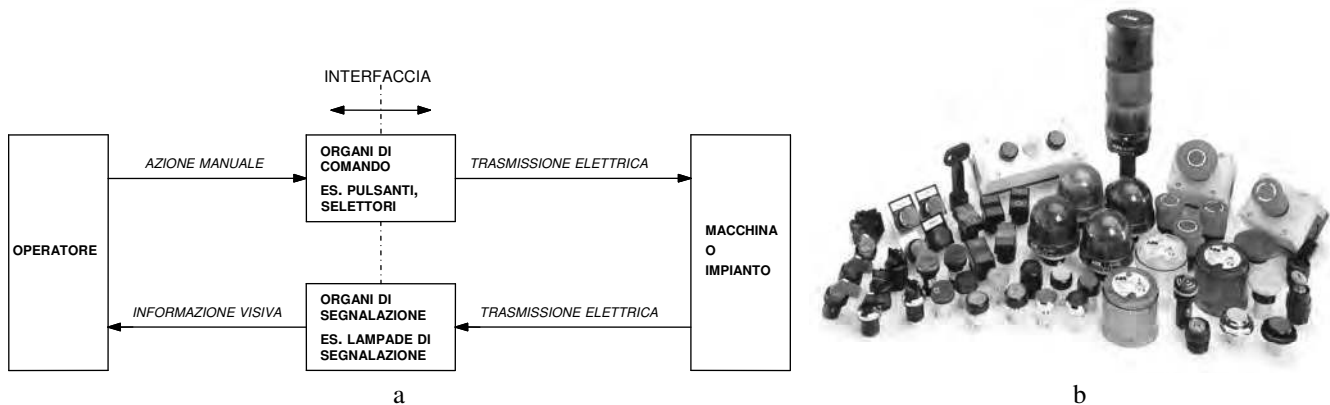 INTERFACCIA
OPERATORE
AZIONE MANUALE
ORGANI DI
COMANDO
ES. PULSANTI,
SELETTORI
TRASMISSIONE ELETTRICA
MACCHINA
O
IMPIANTO
INFORMAZIONE VISIVA
ORGANI DI
SEGNALAZIONE
ES. LAMPADE DI
SEGNALAZIONE
TRASMISSIONE ELETTRICA
a
b